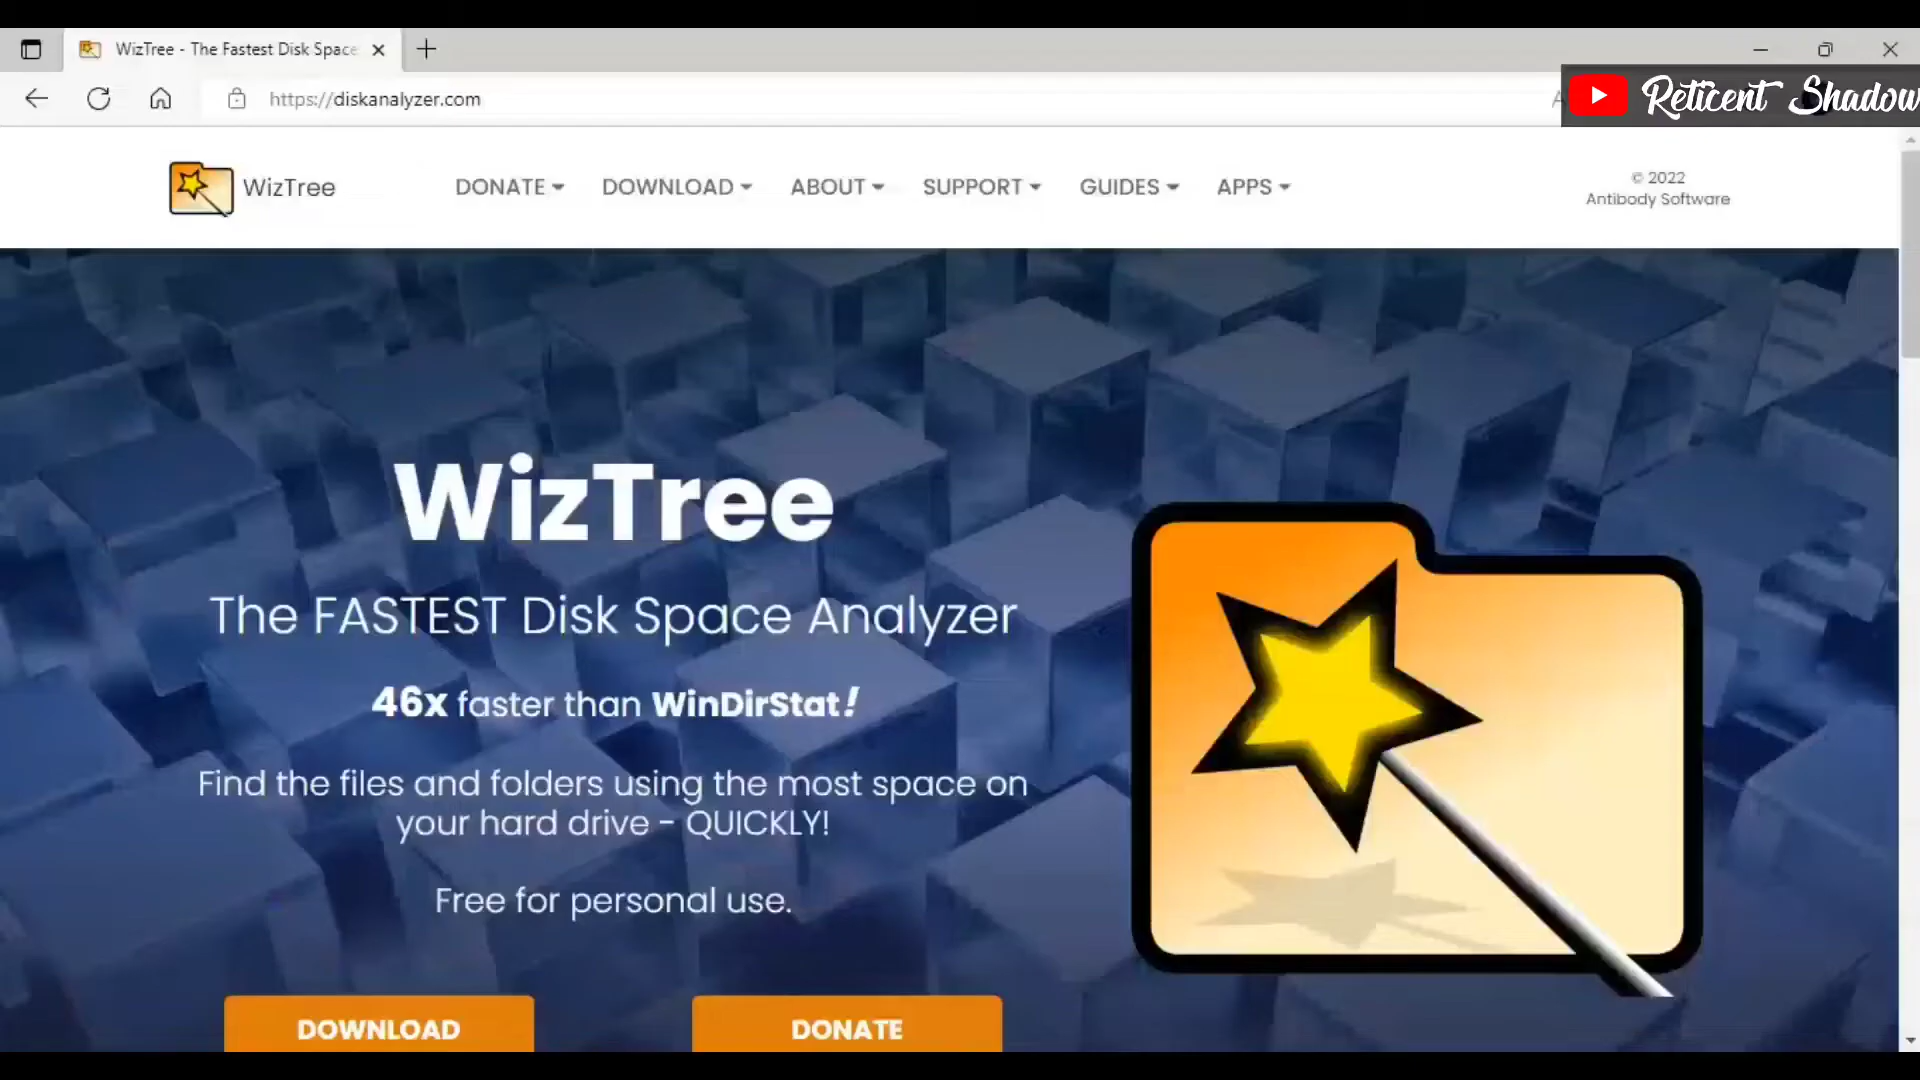 WizTree - The Fastest Disk Space
https://diskanalyzer.com
Reticent Shadow
WizTree
DONATE
DOWNLOAD
ABOUT
SUPPORT
GUIDES
APPS
© 2022
Antibody Software
WizTree
The FASTEST Disk Space Analyzer
46x faster than WinDirStat!
Find the files and folders using the most space on
your hard drive - QUICKLY!
Free for personal use.
DOWNLOAD
DONATE